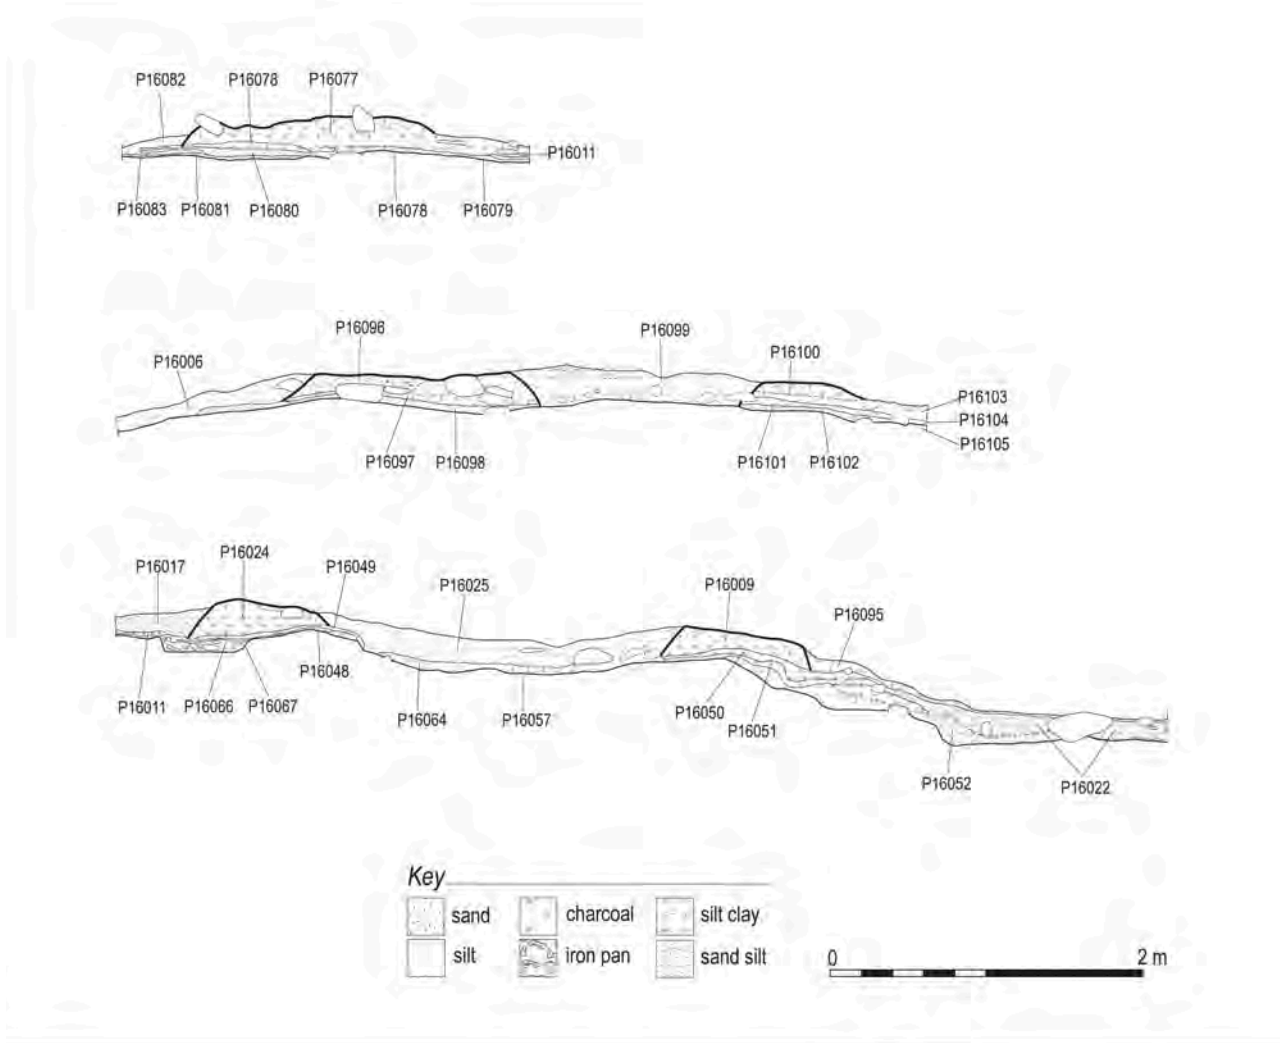 P16082 P16078 P16077
P16011
P16083 P16081 P16080 P16078 P16079
P16096 P16099
P16006 P16100
P16103
P16104
P16105
P16097 P16098 P16101 P16102
P16024
P16017 P16049 P16025 P16009
P16095
P16048
P16011 P16066 P16067 P16064 P16057 P16050
P16051
P16052 P16022
Key
sand charcoal silt clay
silt iron pan sand silt
0 2 m